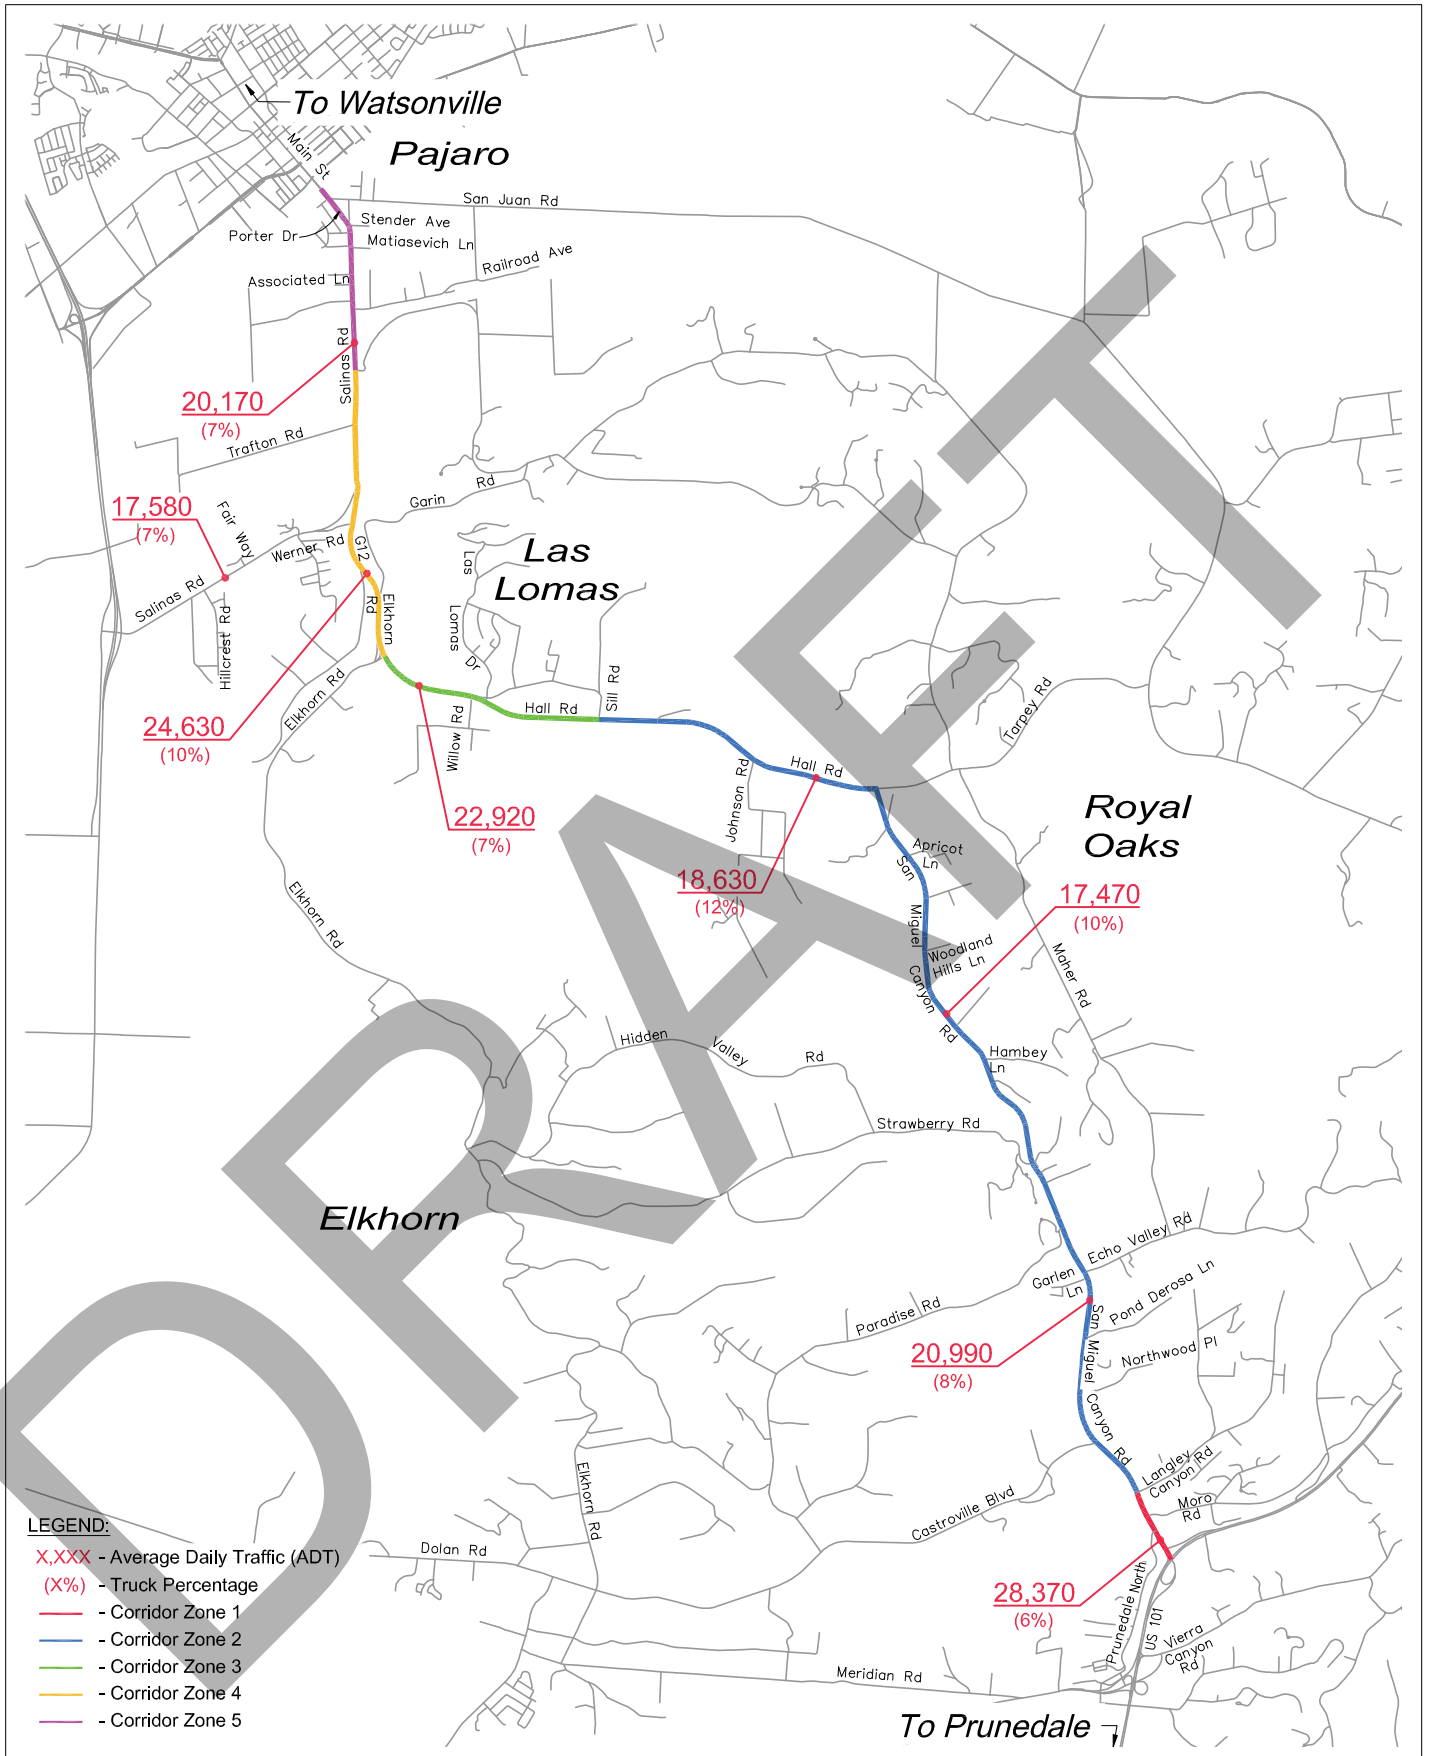 To Watsonville
Pajaro
Main St
San Juan Rd
Porter Dr
Stender Ave
Matiasevich Ln
Railroad Ave
Associated Ln
Salinas Rd
20,170
(7%)
Trafton Rd
Garin Rd
17,580
(7%)
Fair Way
Werner Rd
G12
Las
Lomas
Las Lomas Dr
Salinas Rd
Hillcrest Rd
Elkhorn
Rd
Elkhorn Rd
Sill Rd
Hall Rd
Willow Rd
24,630
(10%)
Tarpey Rd
Hall Rd
Johnson Rd
22,920
(7%)
Royal
Oaks
Apricot
Ln
18,630
(12%)
17,470
(10%)
San Miguel Canyon Rd
Woodland
Hills Ln
Maher Rd
Elkhorn Rd
Hidden Valley Rd
Hambey
Ln
Strawberry Rd
Elkhorn
Echo Valley Rd
Garlen
Ln
Pond Derosa Ln
Paradise Rd
20,990
(8%)
Northwood Pl
San Miguel Canyon Rd
Langley
Canyon Rd
Moro
Rd
Castroville Blvd
Elkhorn Rd
Dolan Rd
28,370
(6%)
Prunedale North
US 101
Vierra
Canyon
Rd
Meridian Rd
To Prunedale
DRAFT
LEGEND:
X,XXX - Average Daily Traffic (ADT)
(X%) - Truck Percentage
- Corridor Zone 1
- Corridor Zone 2
- Corridor Zone 3
- Corridor Zone 4
- Corridor Zone 5